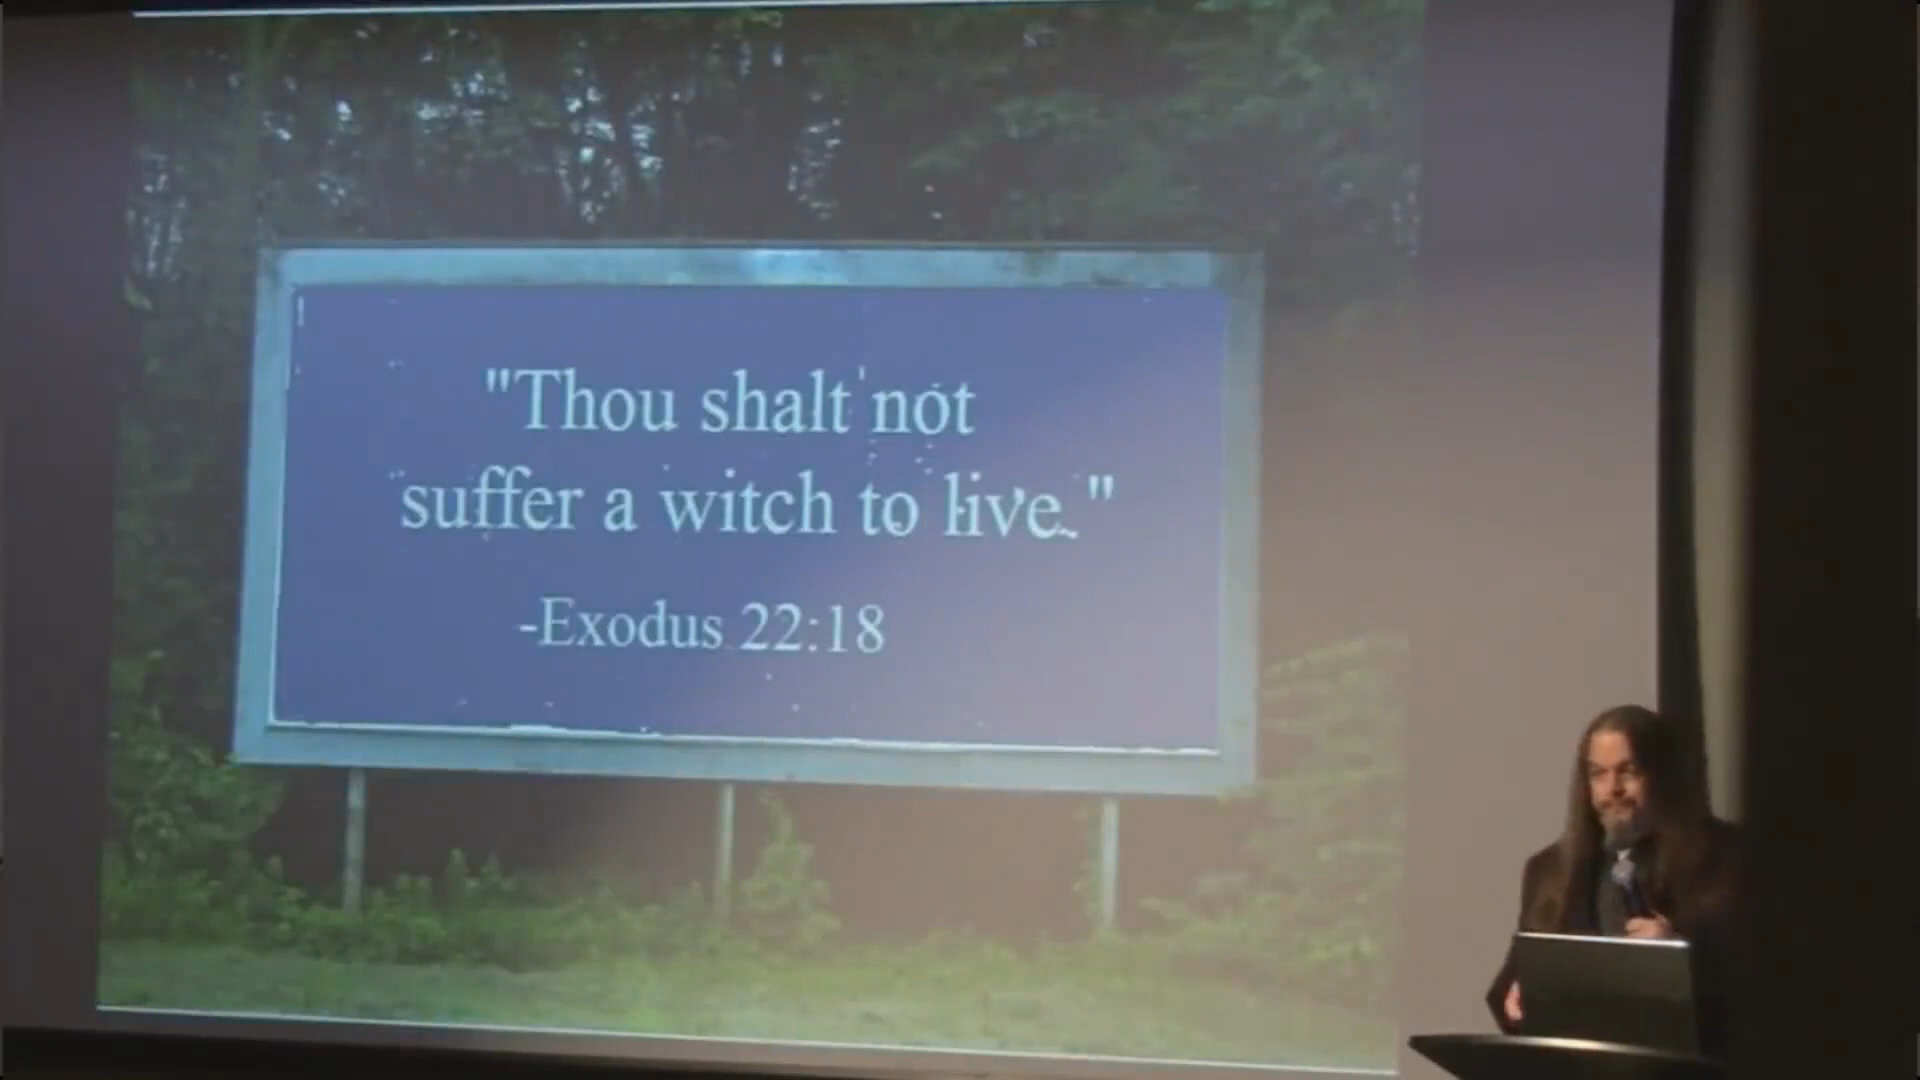 "Thou shalt not
suffer a witch to live."
-Exodus 22:18